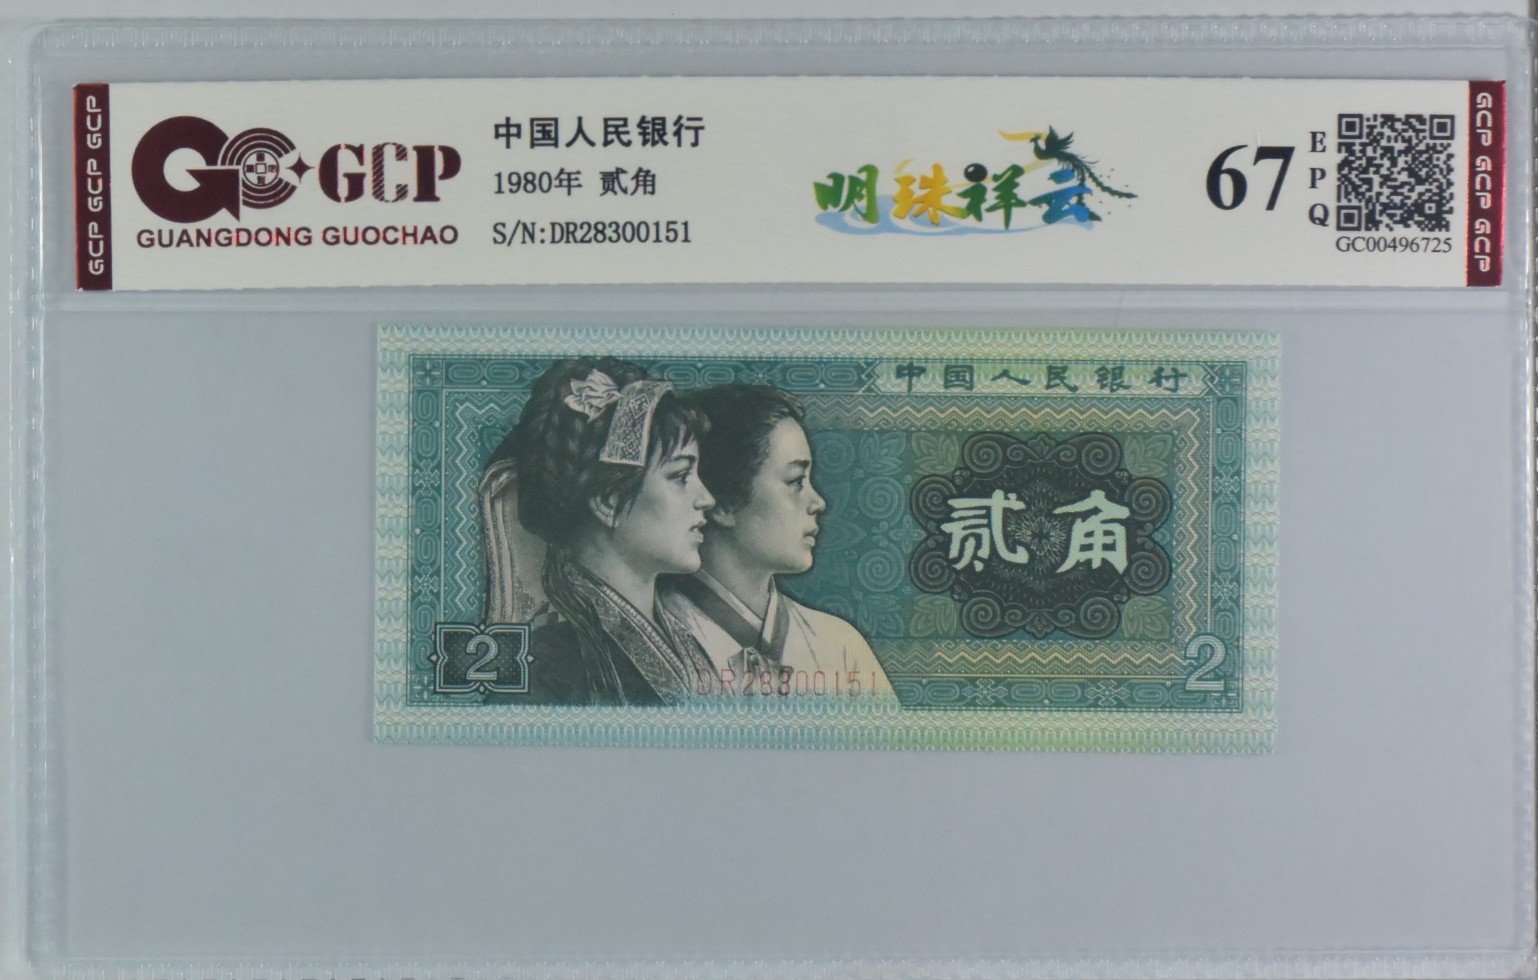 GCP GCP GCP
GCP
GUANGDONG GUOCHAO
中国人民银行
1980年 贰角
S/N:DR28300151
明珠祥云
67
EPQ
GC00496725
GCP GCP GCP
中国人民银行
贰角
2
2
DR28300151